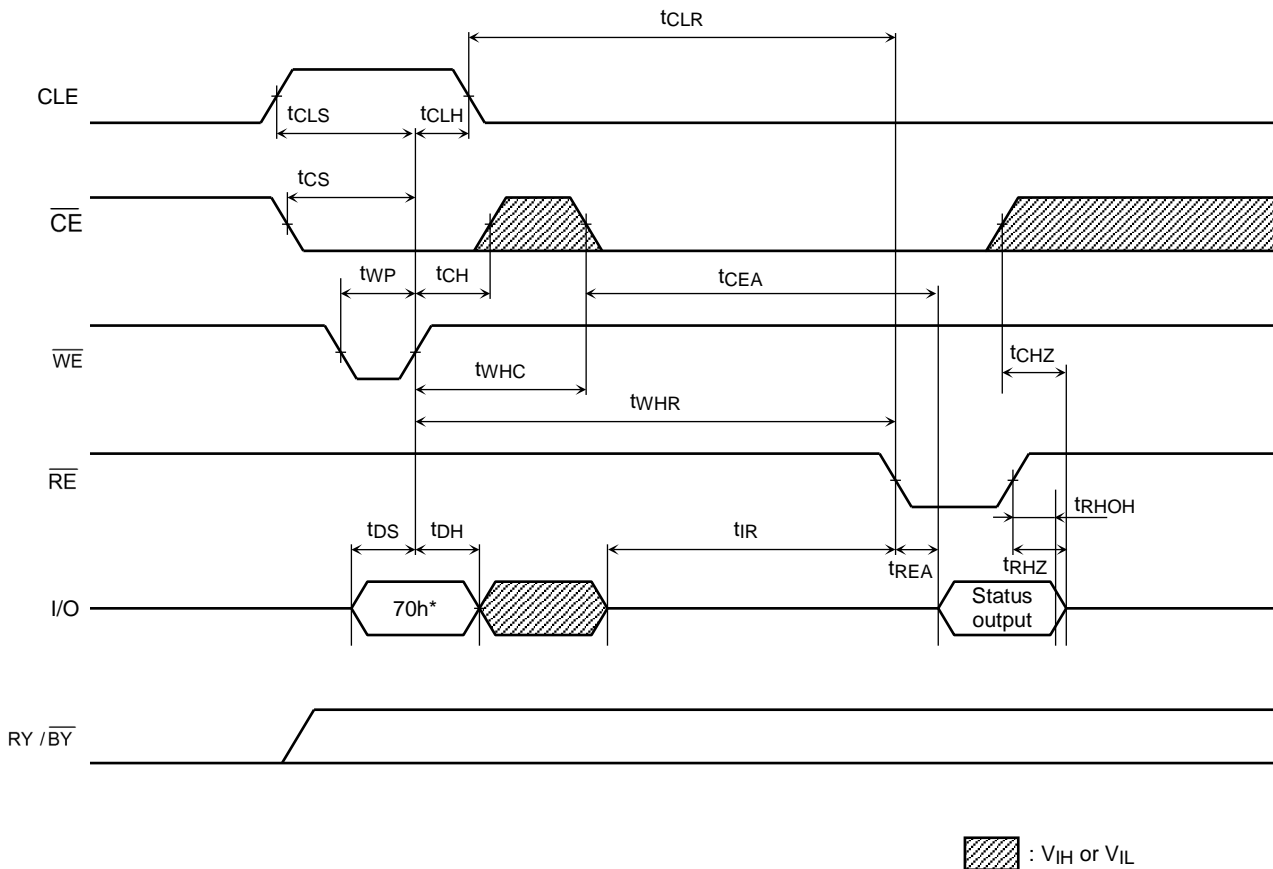 tCLR
CLE
tCLS
tCLH
tCS
CE
tWP
tCH
tCEA
WE
tCHZ
tWHC
tWHR
RE
tRHOH
tDS
tDH
tIR
tREA
tRHZ
I/O
70h*
Status
output
RY / BY
: VIH or VIL